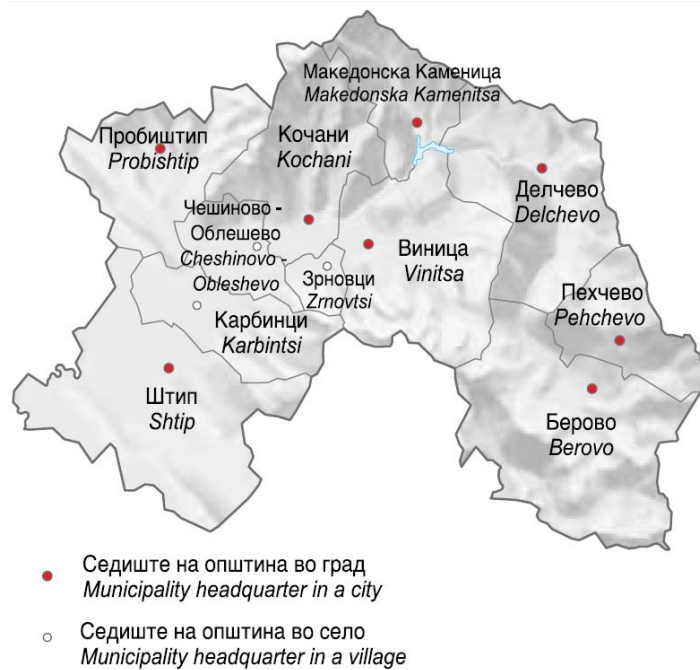 Македонска Каменица
Makedonska Kamenitsa
Пробиштип
Probishtip
Кочани
Kochani
Делчево
Delchevo
Чешиново -
Облешево
Cheshinovo -
Obleshevo
Виница
Vinitsa
Зрновци
Zrnovtsi
Пехчево
Pehchevo
Карбинци
Karbintsi
Штип
Shtip
Берово
Berovo
Седиште на општина во град
Municipality headquarter in a city
Седиште на општина во село
Municipality headquarter in a village